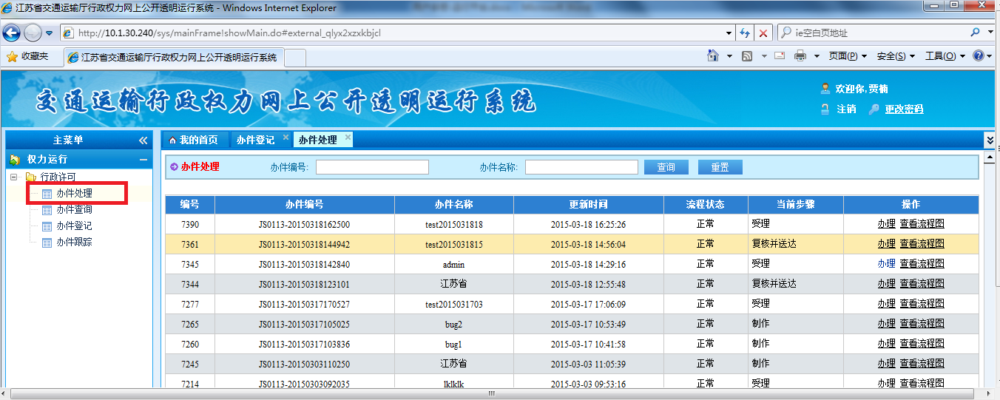 江苏省交通运输厅行政权力网上公开透明运行系统 - Windows Internet Explorer
http://10.1.30.240/sys/mainFrame!showMain.do#external_qlyx2xzxkbjcl
ie空白页地址
收藏夹 江苏省交通运输厅行政权力网上公开透明运行系统 页面(P) 安全(S) 工具(O)
交通运输行政权力网上公开透明运行系统
欢迎你,贾楠
注销 更改密码
主菜单 我的首页 办件登记 办件处理
权力运行
办件处理 办件编号: 办件名称: 查询 重置
行政许可
办件处理
办件查询
办件登记
办件跟踪
编号 办件编号 办件名称 更新时间 流程状态 当前步骤 操作
7390 JS0113-20150318162500 test2015031818 2015-03-18 16:25:26 正常 受理 办理 查看流程图
7361 JS0113-20150318144942 test2015031815 2015-03-18 14:56:04 正常 复核并送达 办理 查看流程图
7345 JS0113-20150318142840 admin 2015-03-18 14:29:16 正常 受理 办理 查看流程图
7344 JS0113-20150318123101 江苏省 2015-03-18 12:55:48 正常 复核并送达 办理 查看流程图
7277 JS0113-20150317170527 test2015031703 2015-03-17 17:06:09 正常 受理 办理 查看流程图
7265 JS0113-20150317105025 bug2 2015-03-17 10:53:49 正常 制作 办理 查看流程图
7260 JS0113-20150317103836 bug1 2015-03-17 10:41:58 正常 制作 办理 查看流程图
7245 JS0113-20150303110250 江苏省 2015-03-03 11:05:39 正常 制作 办理 查看流程图
7214 JS0113-20150303092035 lklklk 2015-03-03 09:53:16 正常 受理 办理 查看流程图